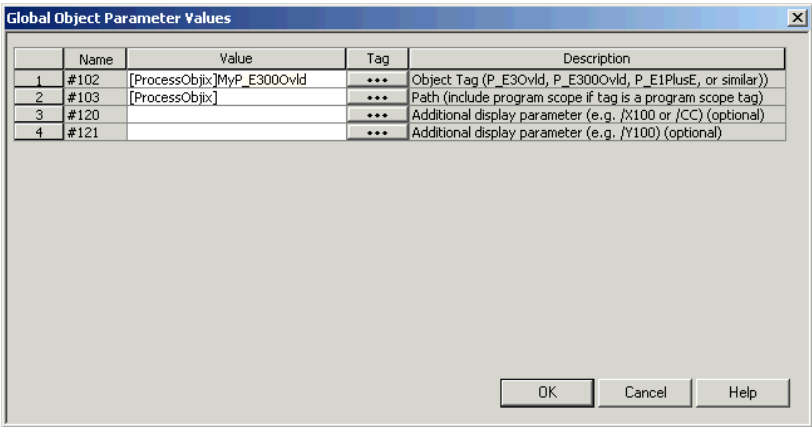 Global Object Parameter Values
Name Value Tag Description
1 #102 [ProcessObjix]MyP_E300Ovld ••• Object Tag (P_E3Ovld, P_E300Ovld, P_E1PlusE, or similar))
2 #103 [ProcessObjix] ••• Path (include program scope if tag is a program scope tag)
3 #120 ••• Additional display parameter (e.g. /X100 or /CC) (optional)
4 #121 ••• Additional display parameter (e.g. /Y100) (optional)
OK Cancel Help